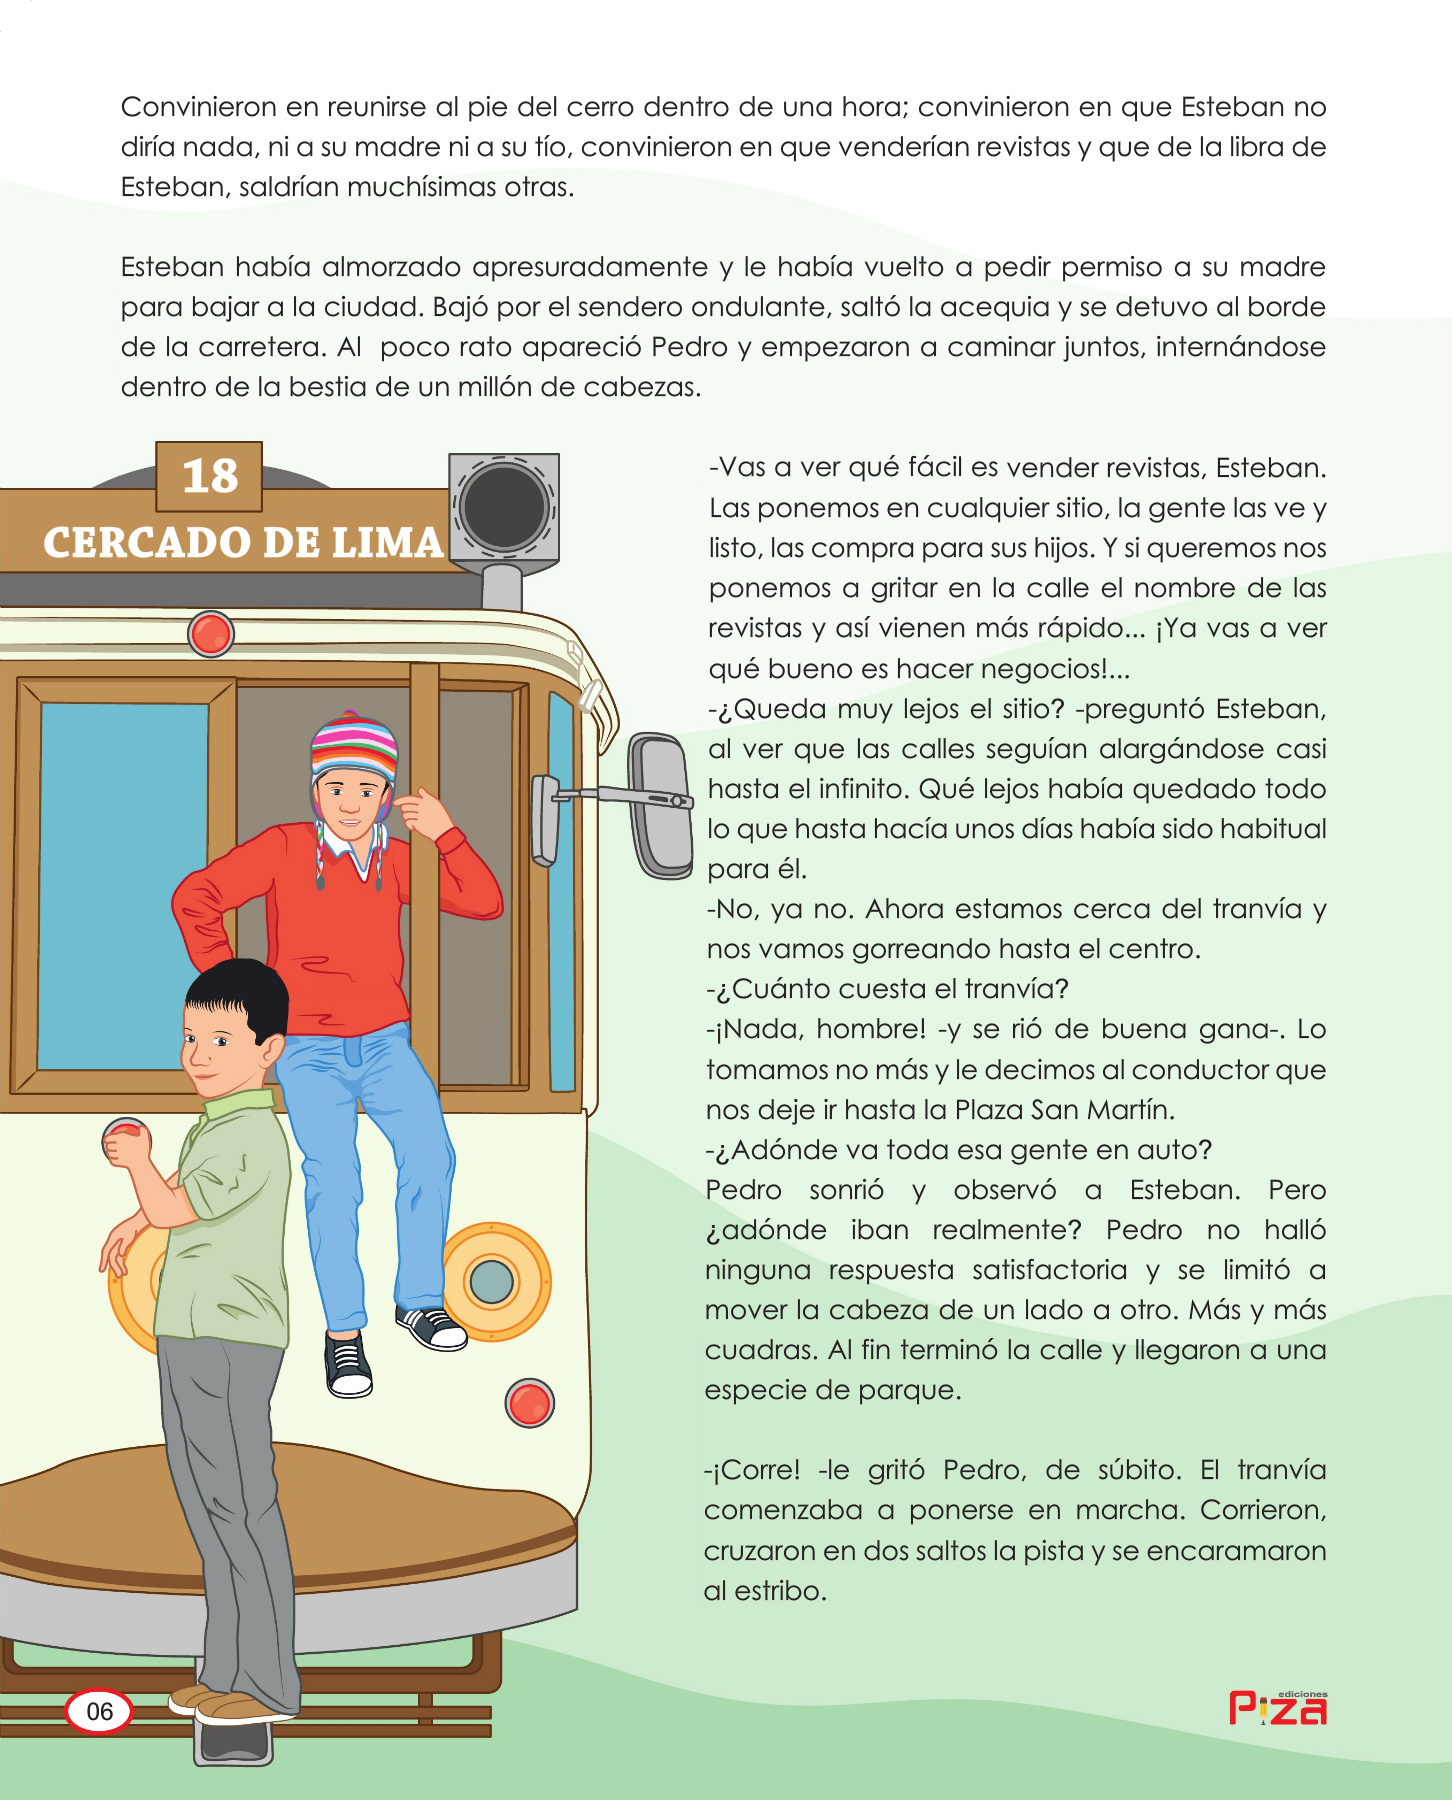 Convinieron en reunirse al pie del cerro dentro de una hora; convinieron en que Esteban no
diría nada, ni a su madre ni a su tío, convinieron en que venderían revistas y que de la libra de
Esteban, saldrían muchísimas otras.
Esteban había almorzado apresuradamente y le había vuelto a pedir permiso a su madre
para bajar a la ciudad. Bajó por el sendero ondulante, saltó la acequia y se detuvo al borde
de la carretera. Al poco rato apareció Pedro y empezaron a caminar juntos, internándose
dentro de la bestia de un millón de cabezas.
18
CERCADO DE LIMA
-Vas a ver qué fácil es vender revistas, Esteban.
Las ponemos en cualquier sitio, la gente las ve y
listo, las compra para sus hijos. Y si queremos nos
ponemos a gritar en la calle el nombre de las
revistas y así vienen más rápido... ¡Ya vas a ver
qué bueno es hacer negocios!...
-¿Queda muy lejos el sitio? -preguntó Esteban,
al ver que las calles seguían alargándose casi
hasta el infinito. Qué lejos había quedado todo
lo que hasta hacía unos días había sido habitual
para él.
-No, ya no. Ahora estamos cerca del tranvía y
nos vamos gorreando hasta el centro.
-¿Cuánto cuesta el tranvía?
-¡Nada, hombre! -y se rió de buena gana-. Lo
tomamos no más y le decimos al conductor que
nos deje ir hasta la Plaza San Martín.
-¿Adónde va toda esa gente en auto?
Pedro sonrió y observó a Esteban. Pero
¿adónde iban realmente? Pedro no halló
ninguna respuesta satisfactoria y se limitó a
mover la cabeza de un lado a otro. Más y más
cuadras. Al fin terminó la calle y llegaron a una
especie de parque.
-¡Corre! -le gritó Pedro, de súbito. El tranvía
comenzaba a ponerse en marcha. Corrieron,
cruzaron en dos saltos la pista y se encaramaron
al estribo.
06
ediciones
Piza